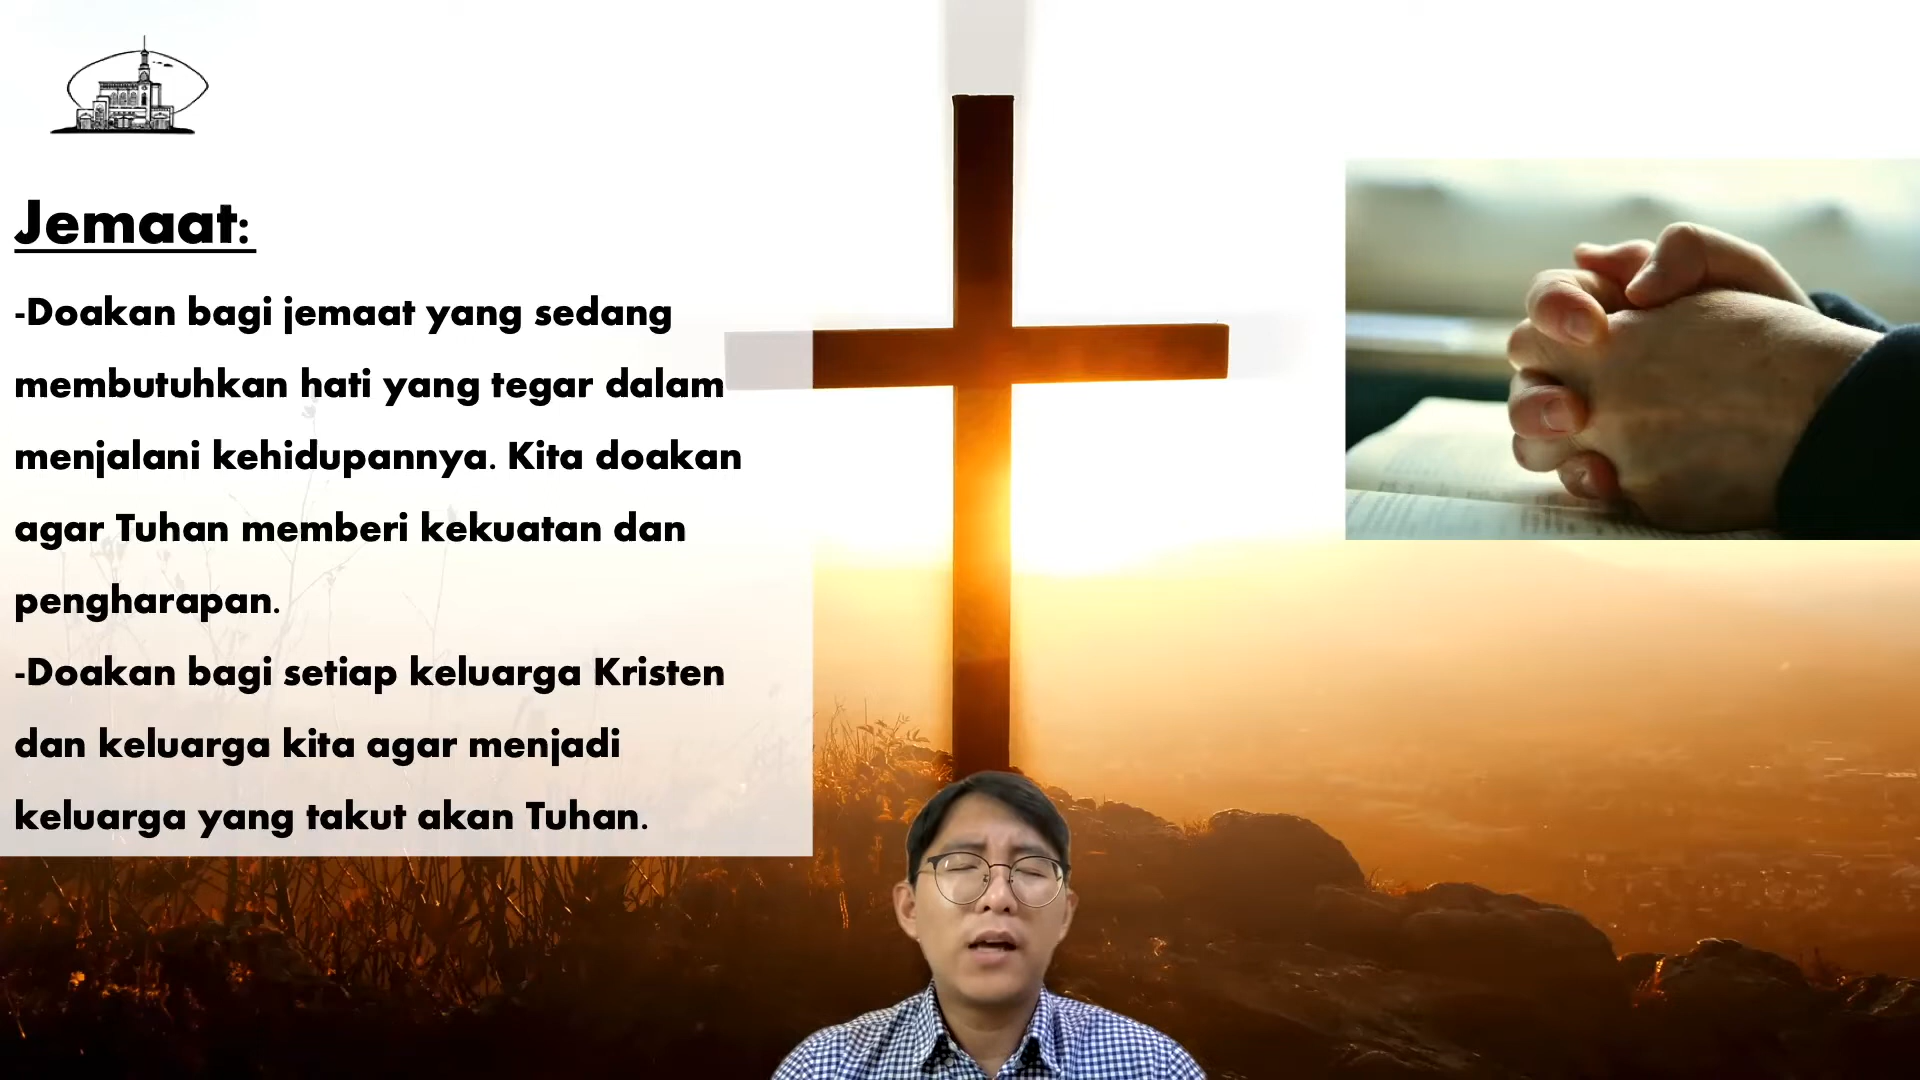 Jemaat:
-Doakan bagi jemaat yang sedang
membutuhkan hati yang tegar dalam
menjalani kehidupannya. Kita doakan
agar Tuhan memberi kekuatan dan
pengharapan.
-Doakan bagi setiap keluarga Kristen
dan keluarga kita agar menjadi
keluarga yang takut akan Tuhan.